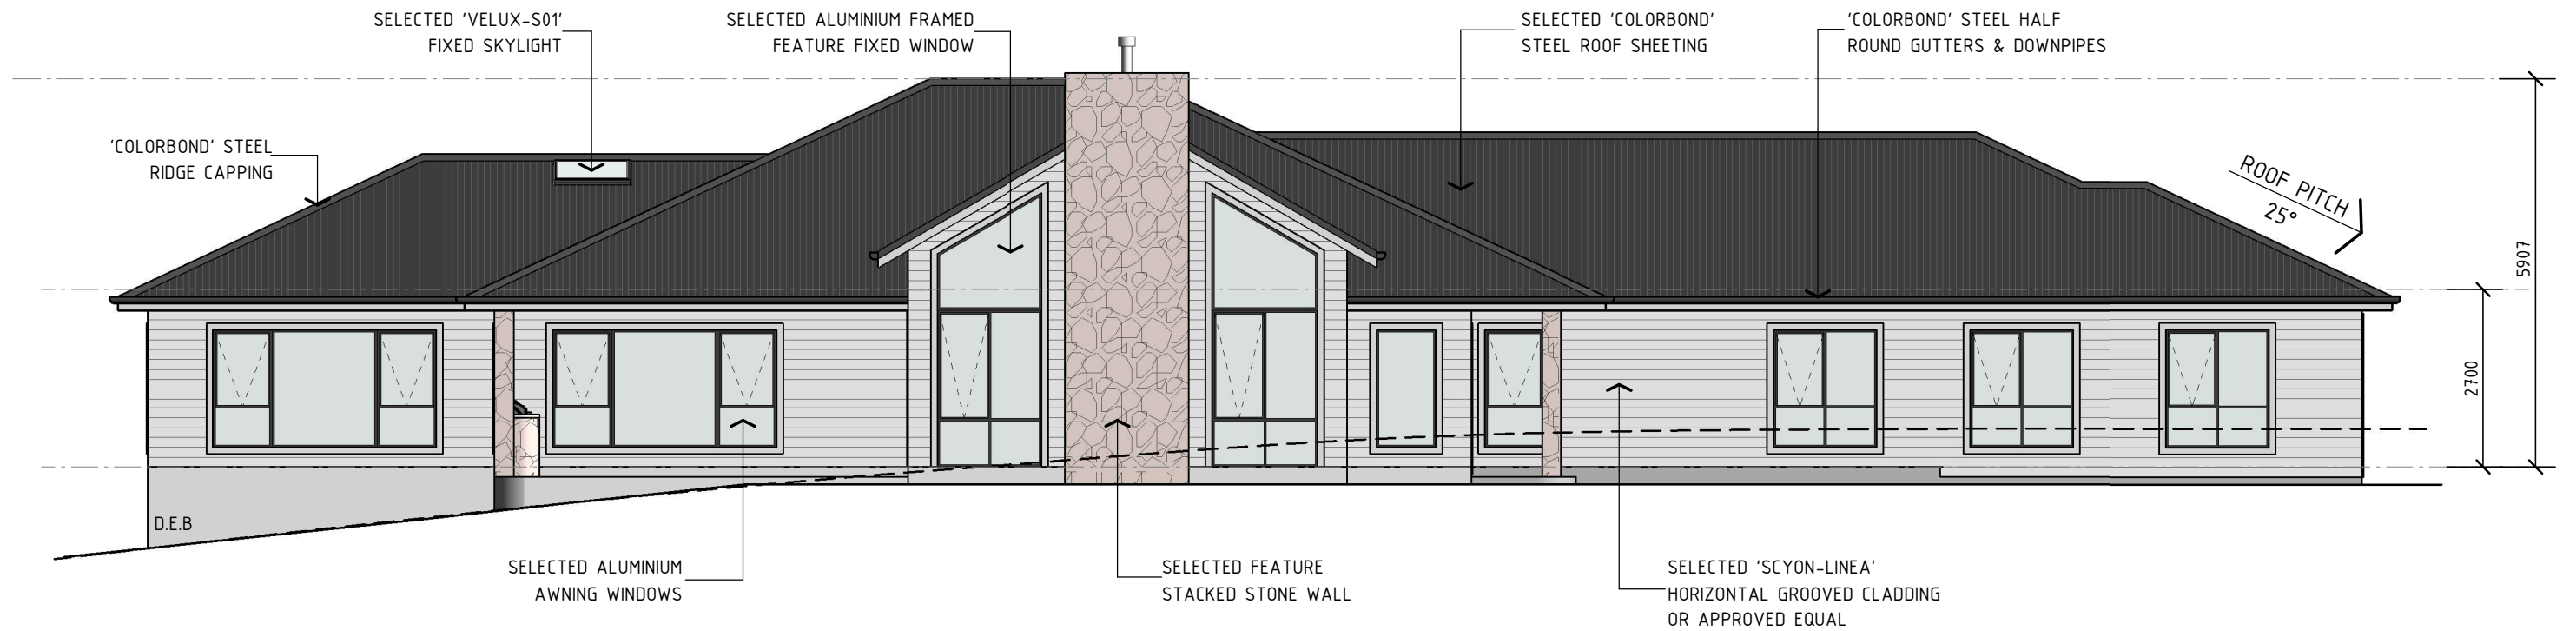 SELECTED 'VELUX-S01'
FIXED SKYLIGHT
SELECTED ALUMINIUM FRAMED
FEATURE FIXED WINDOW
SELECTED 'COLORBOND'
STEEL ROOF SHEETING
'COLORBOND' STEEL HALF
ROUND GUTTERS & DOWNPIPES
'COLORBOND' STEEL
RIDGE CAPPING
ROOF PITCH
25°
5907
2700
D.E.B
SELECTED ALUMINIUM
AWNING WINDOWS
SELECTED FEATURE
STACKED STONE WALL
SELECTED 'SCYON-LINEA'
HORIZONTAL GROOVED CLADDING
OR APPROVED EQUAL